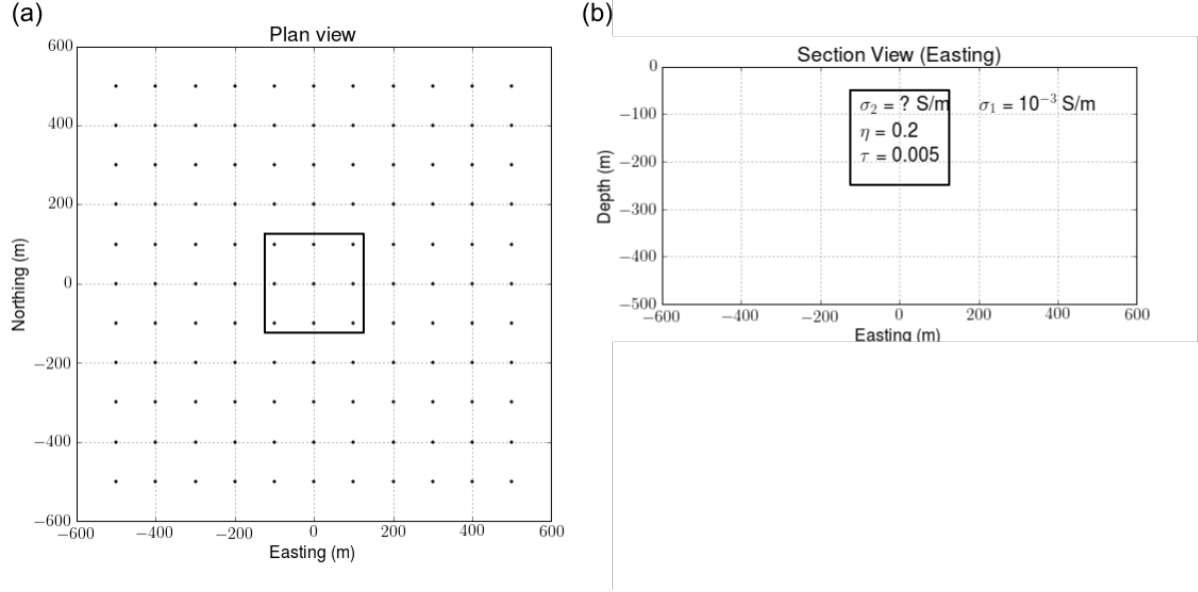 (a)
Plan view
600
400
200
0
−200
−400
−600
−600 −400 −200 0 200 400 600
Northing (m)
Easting (m)
(b)
Section View (Easting)
0
−100
−200
−300
−400
−500
−600 −400 −200 0 200 400 600
Depth (m)
Easting (m)
σ₂ = ? S/m
η = 0.2
τ = 0.005
σ₁ = 10⁻³ S/m